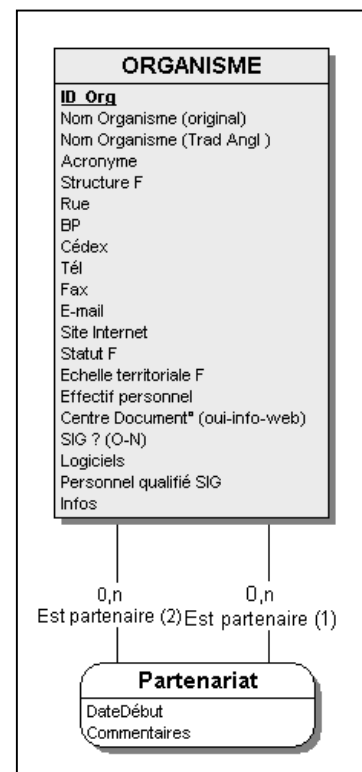 ORGANISME
ID_Org
Nom Organisme (original)
Nom Organisme (Trad Angl )
Acronyme
Structure F
Rue
BP
Cédex
Tél
Fax
E-mail
Site Internet
Statut F
Echelle territoriale F
Effectif personnel
Centre Document° (oui-info-web)
SIG ? (O-N)
Logiciels
Personnel qualifié SIG
Infos
0,n
Est partenaire (2)
0,n
Est partenaire (1)
Partenariat
DateDébut
Commentaires